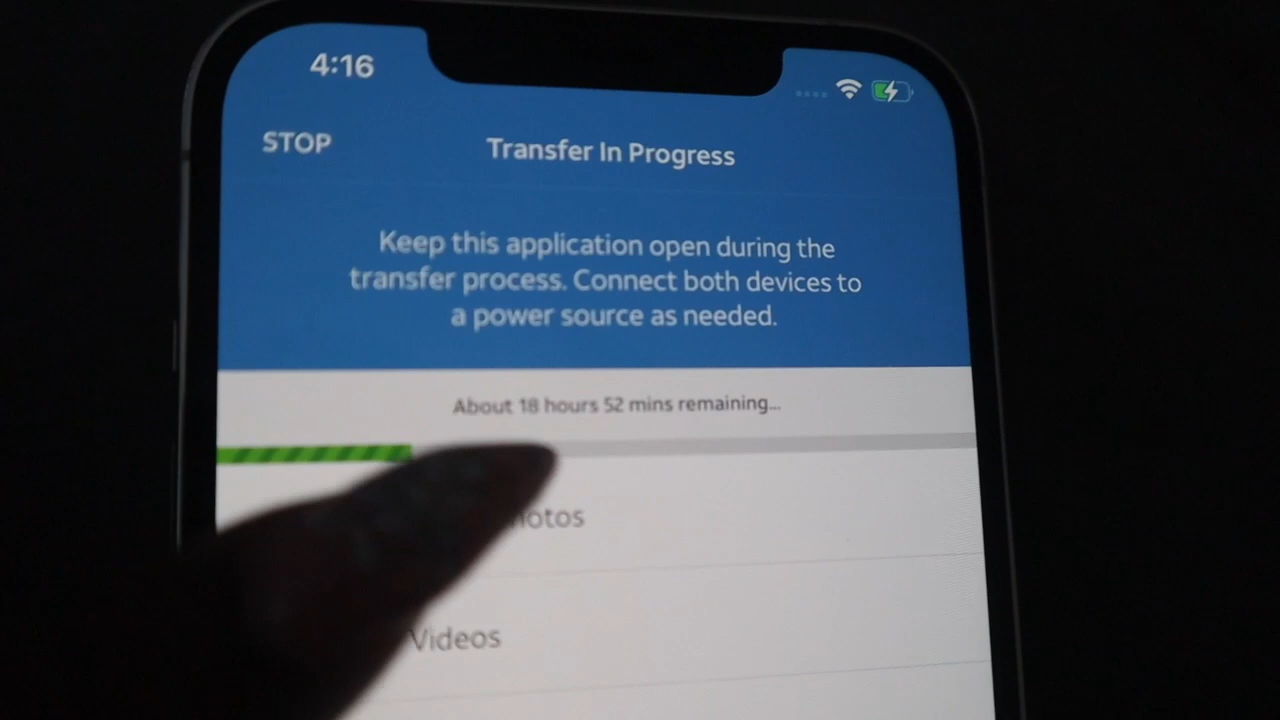 4:16
STOP
Transfer In Progress
Keep this application open during the
transfer process. Connect both devices to
a power source as needed.
About 18 hours 52 mins remaining...
hotos
Videos